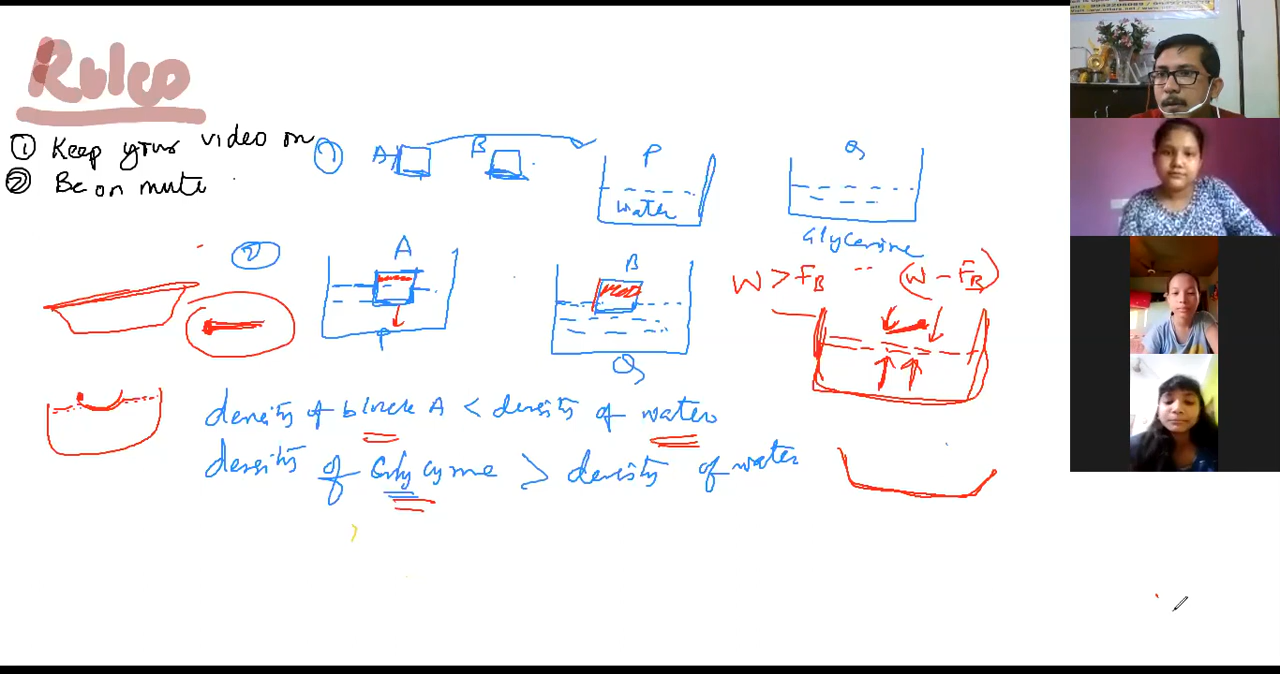 Rules
① Keep your video on
② Be on mute
① A B P Q
water
Glycerine
② A B W > FB ∵ (W - FB)
P Q
density of block A < density of water
density of Glycyrine > density of water